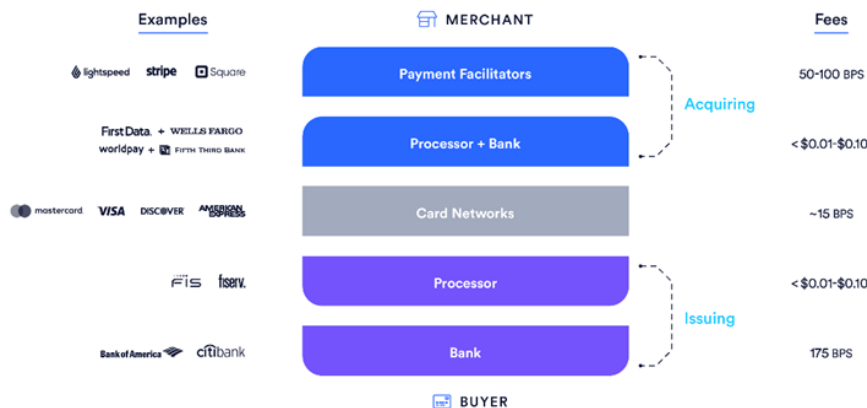 Examples
MERCHANT
Fees
lightspeed stripe Square
Payment Facilitators
50-100 BPS
Acquiring
First Data. + WELLS FARGO
worldpay + FIFTH THIRD BANK
Processor + Bank
< $0.01-$0.10
mastercard VISA DISCOVER AMERICAN EXPRESS
Card Networks
~15 BPS
FIS fiserv.
Processor
< $0.01-$0.10
Issuing
Bank of America citibank
Bank
175 BPS
BUYER